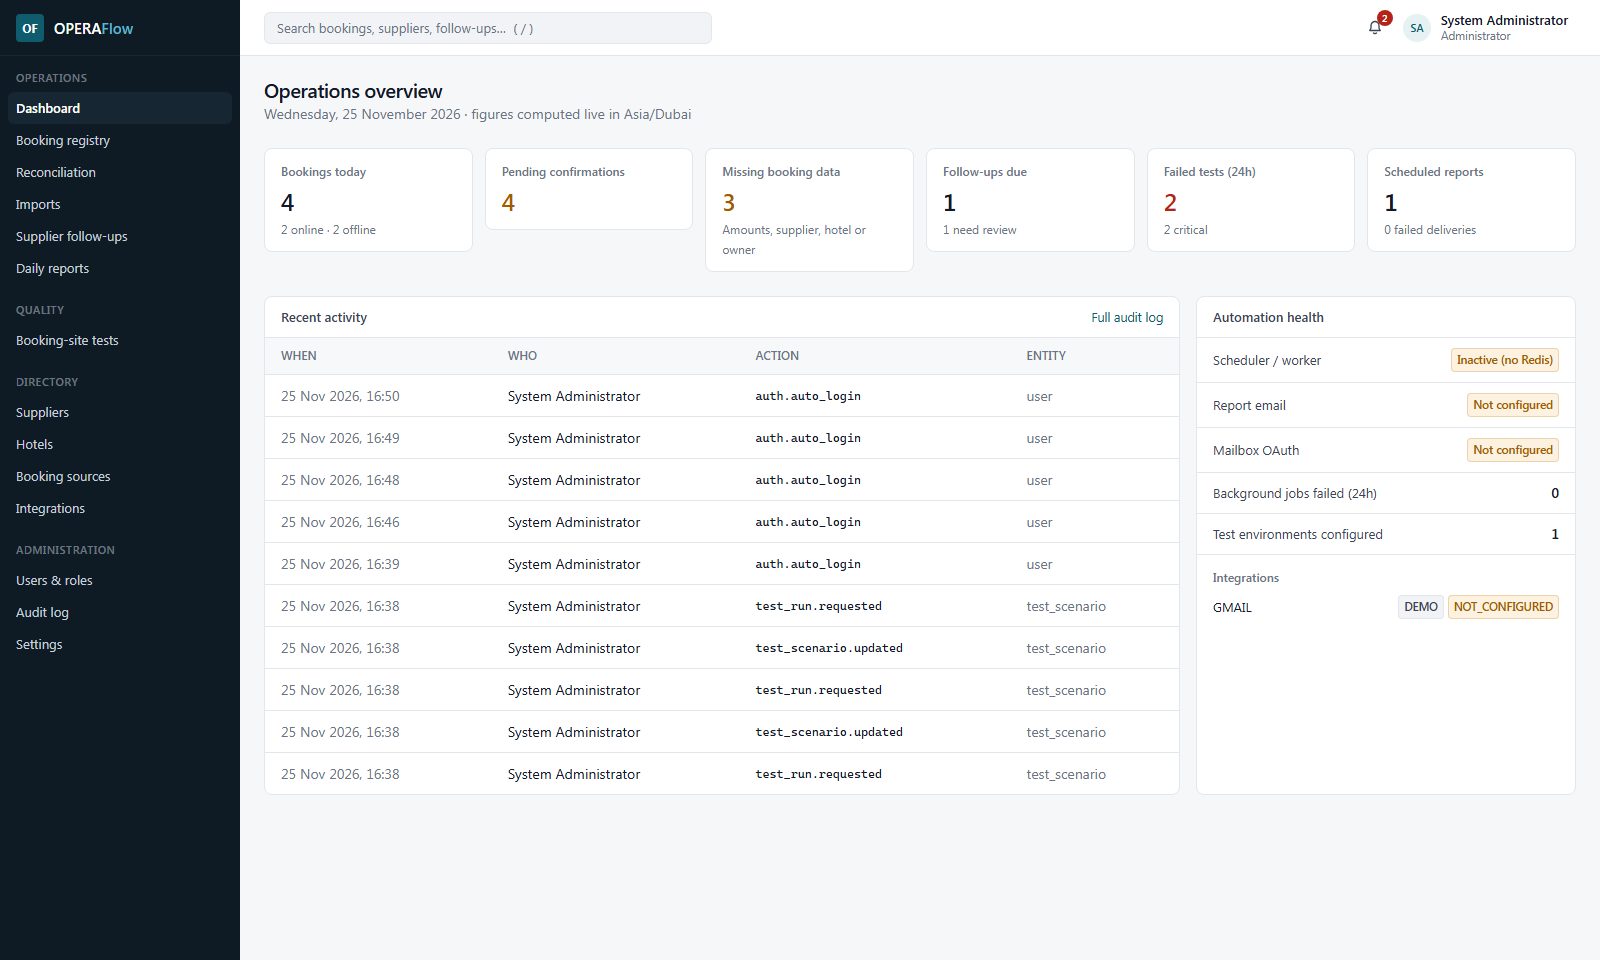 OF OPERAFlow
Search bookings, suppliers, follow-ups... ( / )
2
SA
System Administrator
Administrator
OPERATIONS
Dashboard
Booking registry
Reconciliation
Imports
Supplier follow-ups
Daily reports
QUALITY
Booking-site tests
DIRECTORY
Suppliers
Hotels
Booking sources
Integrations
ADMINISTRATION
Users & roles
Audit log
Settings
Operations overview
Wednesday, 25 November 2026 · figures computed live in Asia/Dubai
Bookings today
4
2 online · 2 offline
Pending confirmations
4
Missing booking data
3
Amounts, supplier, hotel or
owner
Follow-ups due
1
1 need review
Failed tests (24h)
2
2 critical
Scheduled reports
1
0 failed deliveries
Recent activity Full audit log
WHEN WHO ACTION ENTITY
25 Nov 2026, 16:50 System Administrator auth.auto_login user
25 Nov 2026, 16:49 System Administrator auth.auto_login user
25 Nov 2026, 16:48 System Administrator auth.auto_login user
25 Nov 2026, 16:46 System Administrator auth.auto_login user
25 Nov 2026, 16:39 System Administrator auth.auto_login user
25 Nov 2026, 16:38 System Administrator test_run.requested test_scenario
25 Nov 2026, 16:38 System Administrator test_scenario.updated test_scenario
25 Nov 2026, 16:38 System Administrator test_run.requested test_scenario
25 Nov 2026, 16:38 System Administrator test_scenario.updated test_scenario
25 Nov 2026, 16:38 System Administrator test_run.requested test_scenario
Automation health
Scheduler / worker Inactive (no Redis)
Report email Not configured
Mailbox OAuth Not configured
Background jobs failed (24h) 0
Test environments configured 1
Integrations
GMAIL DEMO NOT_CONFIGURED